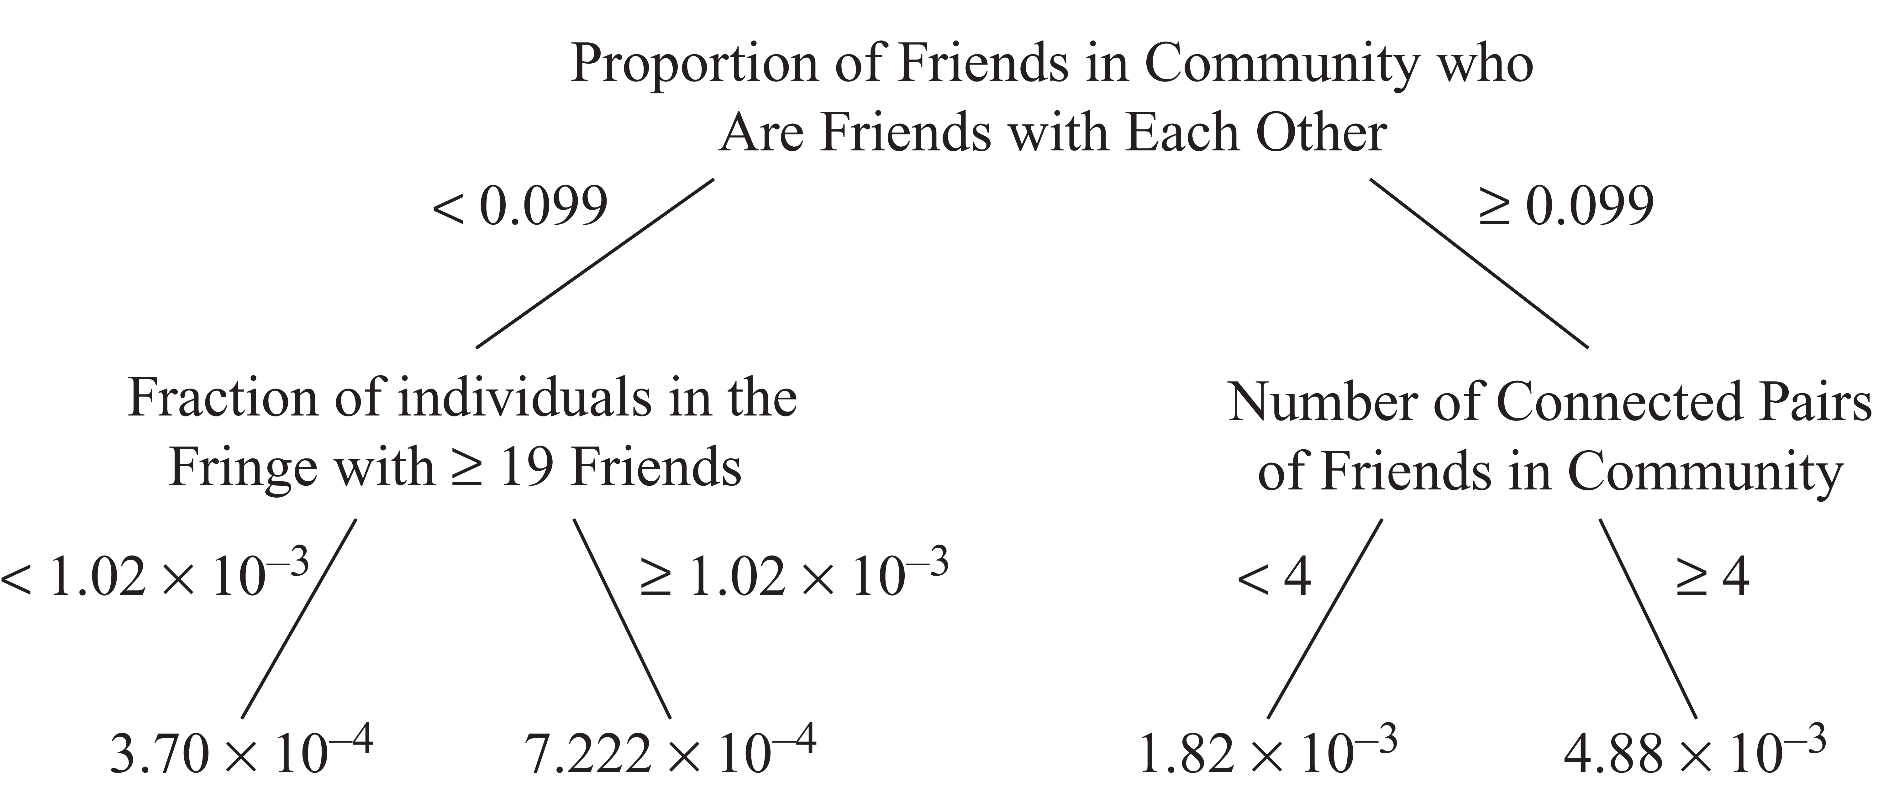 Proportion of Friends in Community who
Are Friends with Each Other
< 0.099
≥ 0.099
Fraction of individuals in the
Fringe with ≥ 19 Friends
Number of Connected Pairs
of Friends in Community
< 1.02 × 10⁻³
≥ 1.02 × 10⁻³
< 4
≥ 4
3.70 × 10⁻⁴
7.222 × 10⁻⁴
1.82 × 10⁻³
4.88 × 10⁻³